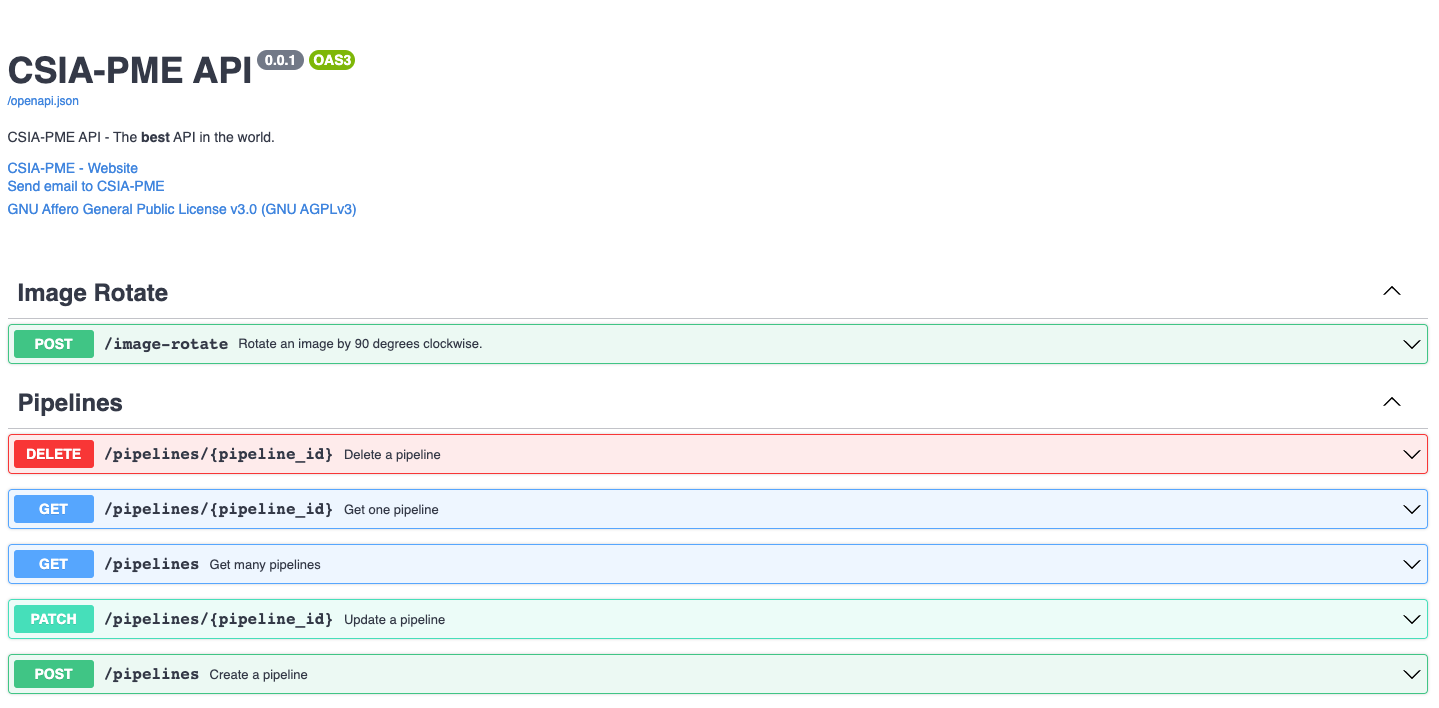 CSIA-PME API 0.0.1 OAS3
/openapi.json
CSIA-PME API - The best API in the world.
CSIA-PME - Website
Send email to CSIA-PME
GNU Affero General Public License v3.0 (GNU AGPLv3)
Image Rotate
POST /image-rotate Rotate an image by 90 degrees clockwise.
Pipelines
DELETE /pipelines/{pipeline_id} Delete a pipeline
GET /pipelines/{pipeline_id} Get one pipeline
GET /pipelines Get many pipelines
PATCH /pipelines/{pipeline_id} Update a pipeline
POST /pipelines Create a pipeline